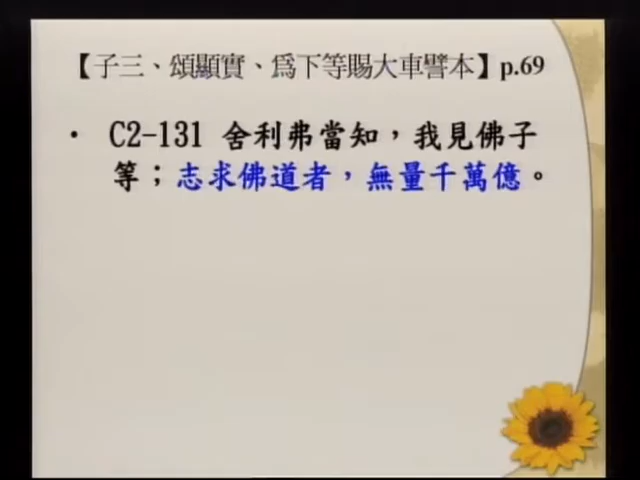 【子三、頌顯實、為下等賜大車譬本】p.69
• C2-131 舍利弗當知，我見佛子
等；志求佛道者，無量千萬億。